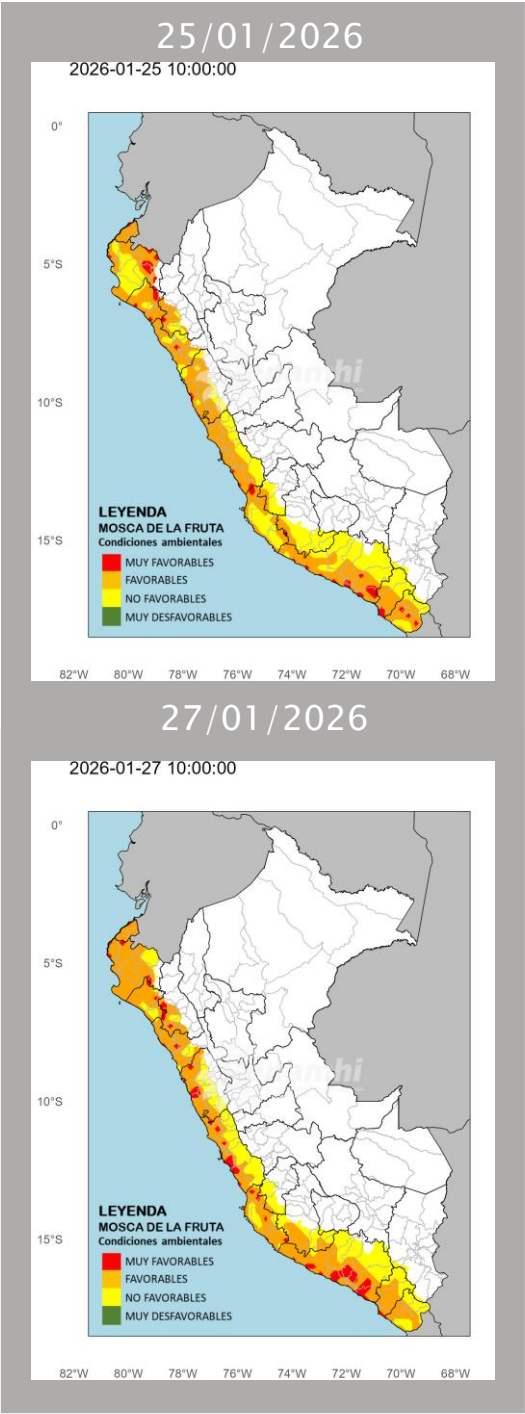 25/01/2026
2026-01-25 10:00:00
0°
5°S
10°S
15°S
LEYENDA
MOSCA DE LA FRUTA
Condiciones ambientales
MUY FAVORABLES
FAVORABLES
NO FAVORABLES
MUY DESFAVORABLES
82°W 80°W 78°W 76°W 74°W 72°W 70°W 68°W
27/01/2026
2026-01-27 10:00:00
0°
5°S
10°S
15°S
LEYENDA
MOSCA DE LA FRUTA
Condiciones ambientales
MUY FAVORABLES
FAVORABLES
NO FAVORABLES
MUY DESFAVORABLES
82°W 80°W 78°W 76°W 74°W 72°W 70°W 68°W